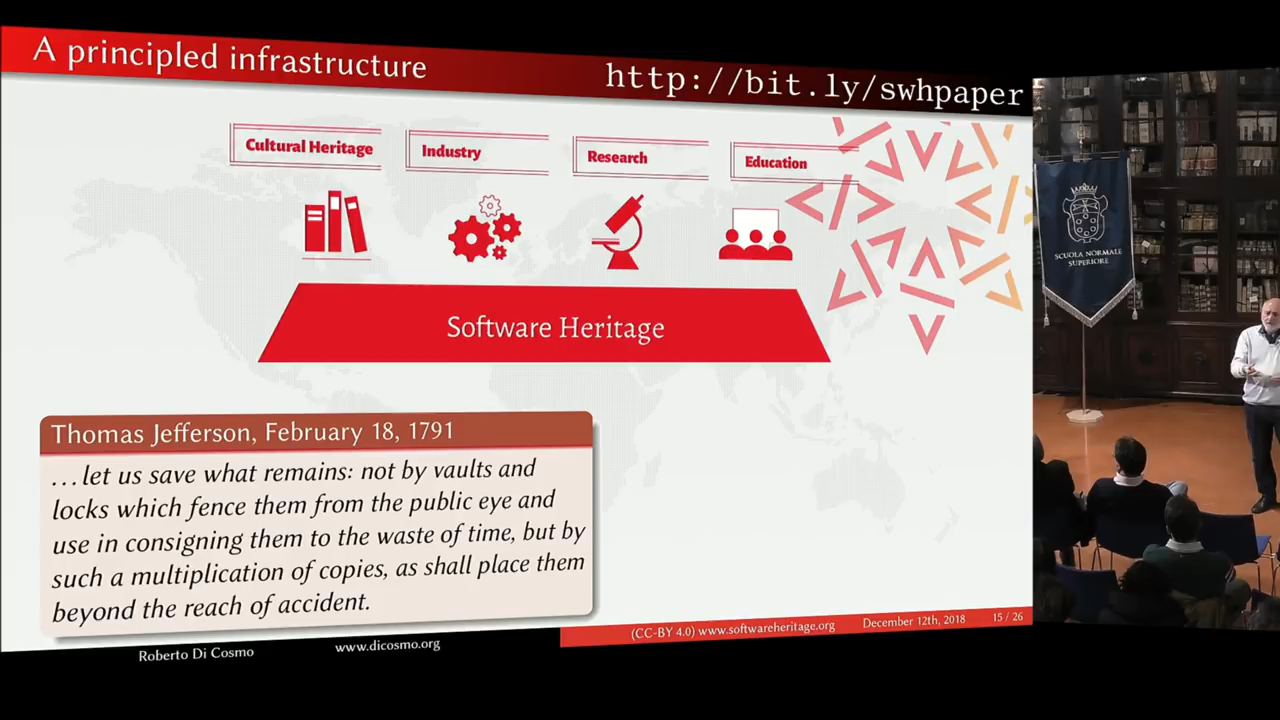 A principled infrastructure
http://bit.ly/swhpaper
Cultural Heritage
Industry
Research
Education
Software Heritage
Thomas Jefferson, February 18, 1791
...let us save what remains: not by vaults and
locks which fence them from the public eye and
use in consigning them to the waste of time, but by
such a multiplication of copies, as shall place them
beyond the reach of accident.
Roberto Di Cosmo
www.dicosmo.org
(CC-BY 4.0) www.softwareheritage.org
December 12th, 2018
15 / 26
SCUOLA NORMALE
SUPERIORE